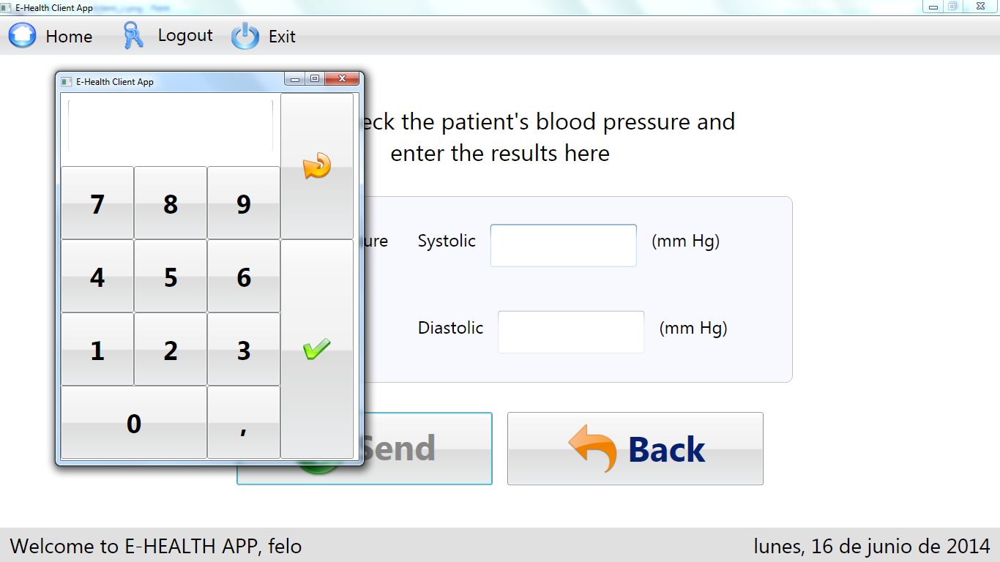 E-Health Client App
Home Logout Exit
E-Health Client App
eck the patient's blood pressure and
enter the results here
7 8 9
ure Systolic (mm Hg)
4 5 6
Diastolic (mm Hg)
1 2 3
0 ,
Send Back
Welcome to E-HEALTH APP, felo lunes, 16 de junio de 2014